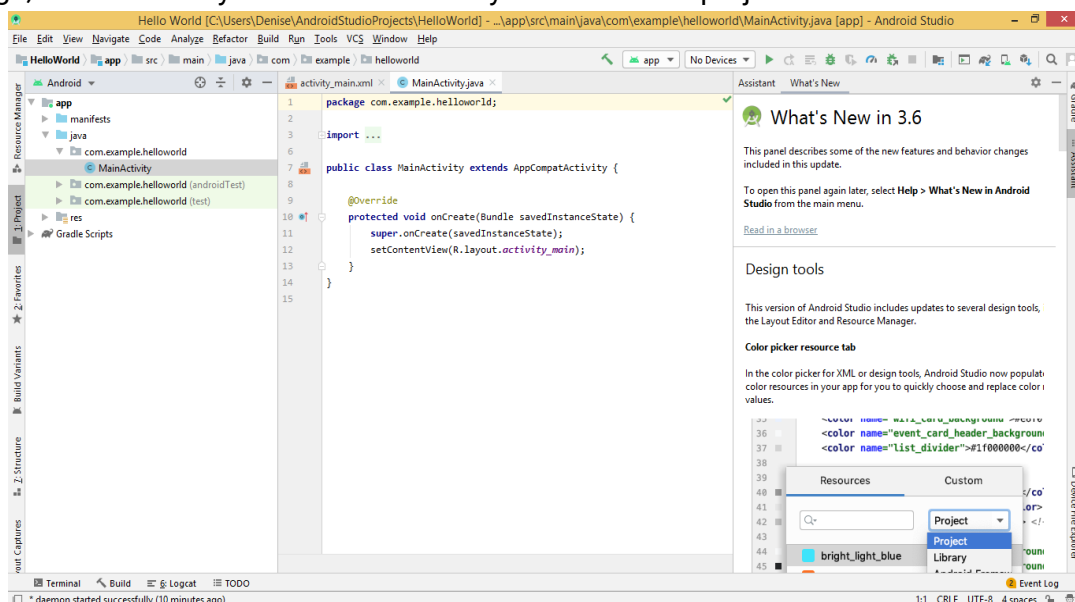 Hello World [C:\Users\Denise\AndroidStudioProjects\HelloWorld] - ...\app\src\main\java\com\example\helloworld\MainActivity.java [app] - Android Studio
File Edit View Navigate Code Analyze Refactor Build Run Tools VCS Window Help
HelloWorld app src main java com example helloworld app No Devices
Android activity_main.xml MainActivity.java Assistant What's New
Resource Manager
1: Project
2: Favorites
Build Variants
Z: Structure
Captures
app
manifests
java
com.example.helloworld
MainActivity
com.example.helloworld (androidTest)
com.example.helloworld (test)
res
Gradle Scripts
1 package com.example.helloworld;
2
3 import ...
6
7 public class MainActivity extends AppCompatActivity {
8
9 @Override
10 protected void onCreate(Bundle savedInstanceState) {
11 super.onCreate(savedInstanceState);
12 setContentView(R.layout.activity_main);
13 }
14 }
15
What's New in 3.6
This panel describes some of the new features and behavior changes
included in this update.
To open this panel again later, select Help > What's New in Android
Studio from the main menu.
Read in a browser
Design tools
This version of Android Studio includes updates to several design tools,
the Layout Editor and Resource Manager.
Color picker resource tab
In the color picker for XML or design tools, Android Studio now
color resources in your app for you to quickly choose and replace color
values.
36 <color name="event_card_header_background
37 <color name="list_divider">#1f000000</co
38
39
40 </co
41 or>
42
43
44
45
Resources Custom
Project
Project
Library
bright_light_blue
Gradle
Assistant
Device File Explorer
Terminal Build 6: Logcat TODO 2 Event Log
* daemon started successfully (10 minutes ago) 1:1 CRLF UTF-8 4 spaces